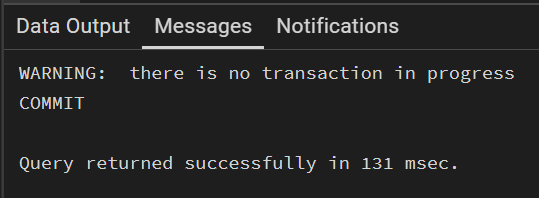 Data Output Messages Notifications
WARNING:  there is no transaction in progress
COMMIT
Query returned successfully in 131 msec.